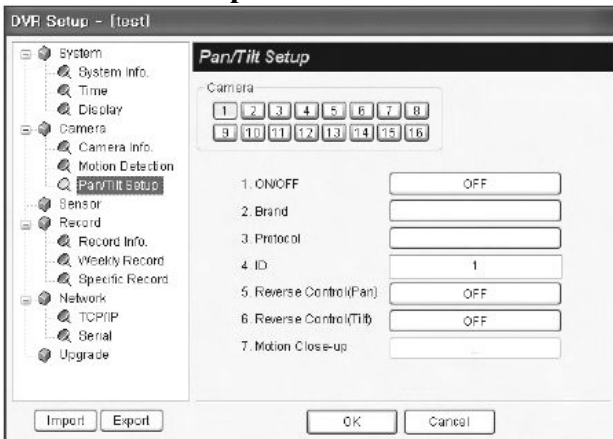 DVR Setup - [test]
System
System Info.
Time
Display
Camera
Camera Info.
Motion Detection
Pan/Tilt Setup
Sensor
Record
Record Info.
Weekly Record
Specific Record
Network
TCP/IP
Serial
Upgrade
Import Export
Pan/Tilt Setup
Camera
1 2 3 4 5 6 7 8
9 10 11 12 13 14 15 16
1. ON/OFF OFF
2. Brand
3. Protocol
4. ID 1
5. Reverse Control(Pan) OFF
6. Reverse Control(Tilt) OFF
7. Motion Close-up ...
OK Cancel